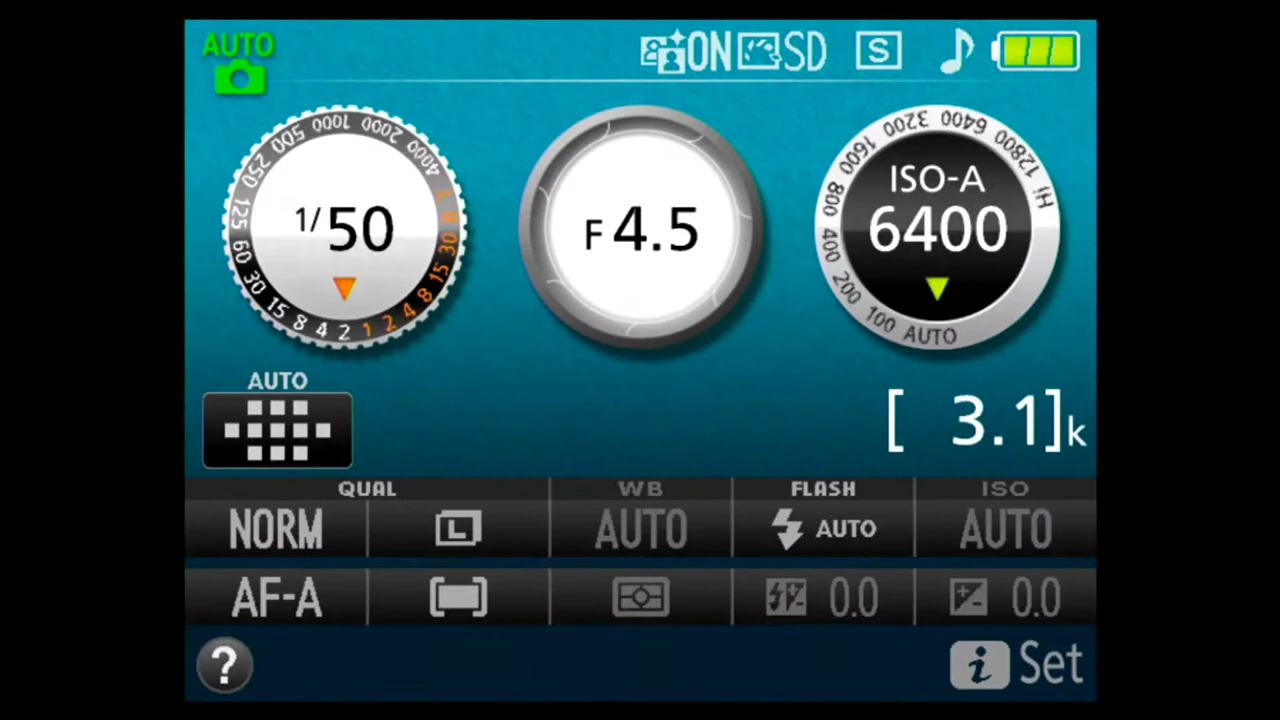 AUTO ON SD S
4000 2000 1000 500 250 125 60 30 15 8 4 2 1 2 4 8 15 30
1/50
F4.5
100 200 400 800 1600 3200 6400 12800 Hi AUTO
ISO-A
6400
AUTO
[ 3.1]k
QUAL WB FLASH ISO
NORM L AUTO AUTO AUTO
AF-A 0.0 0.0
? i Set